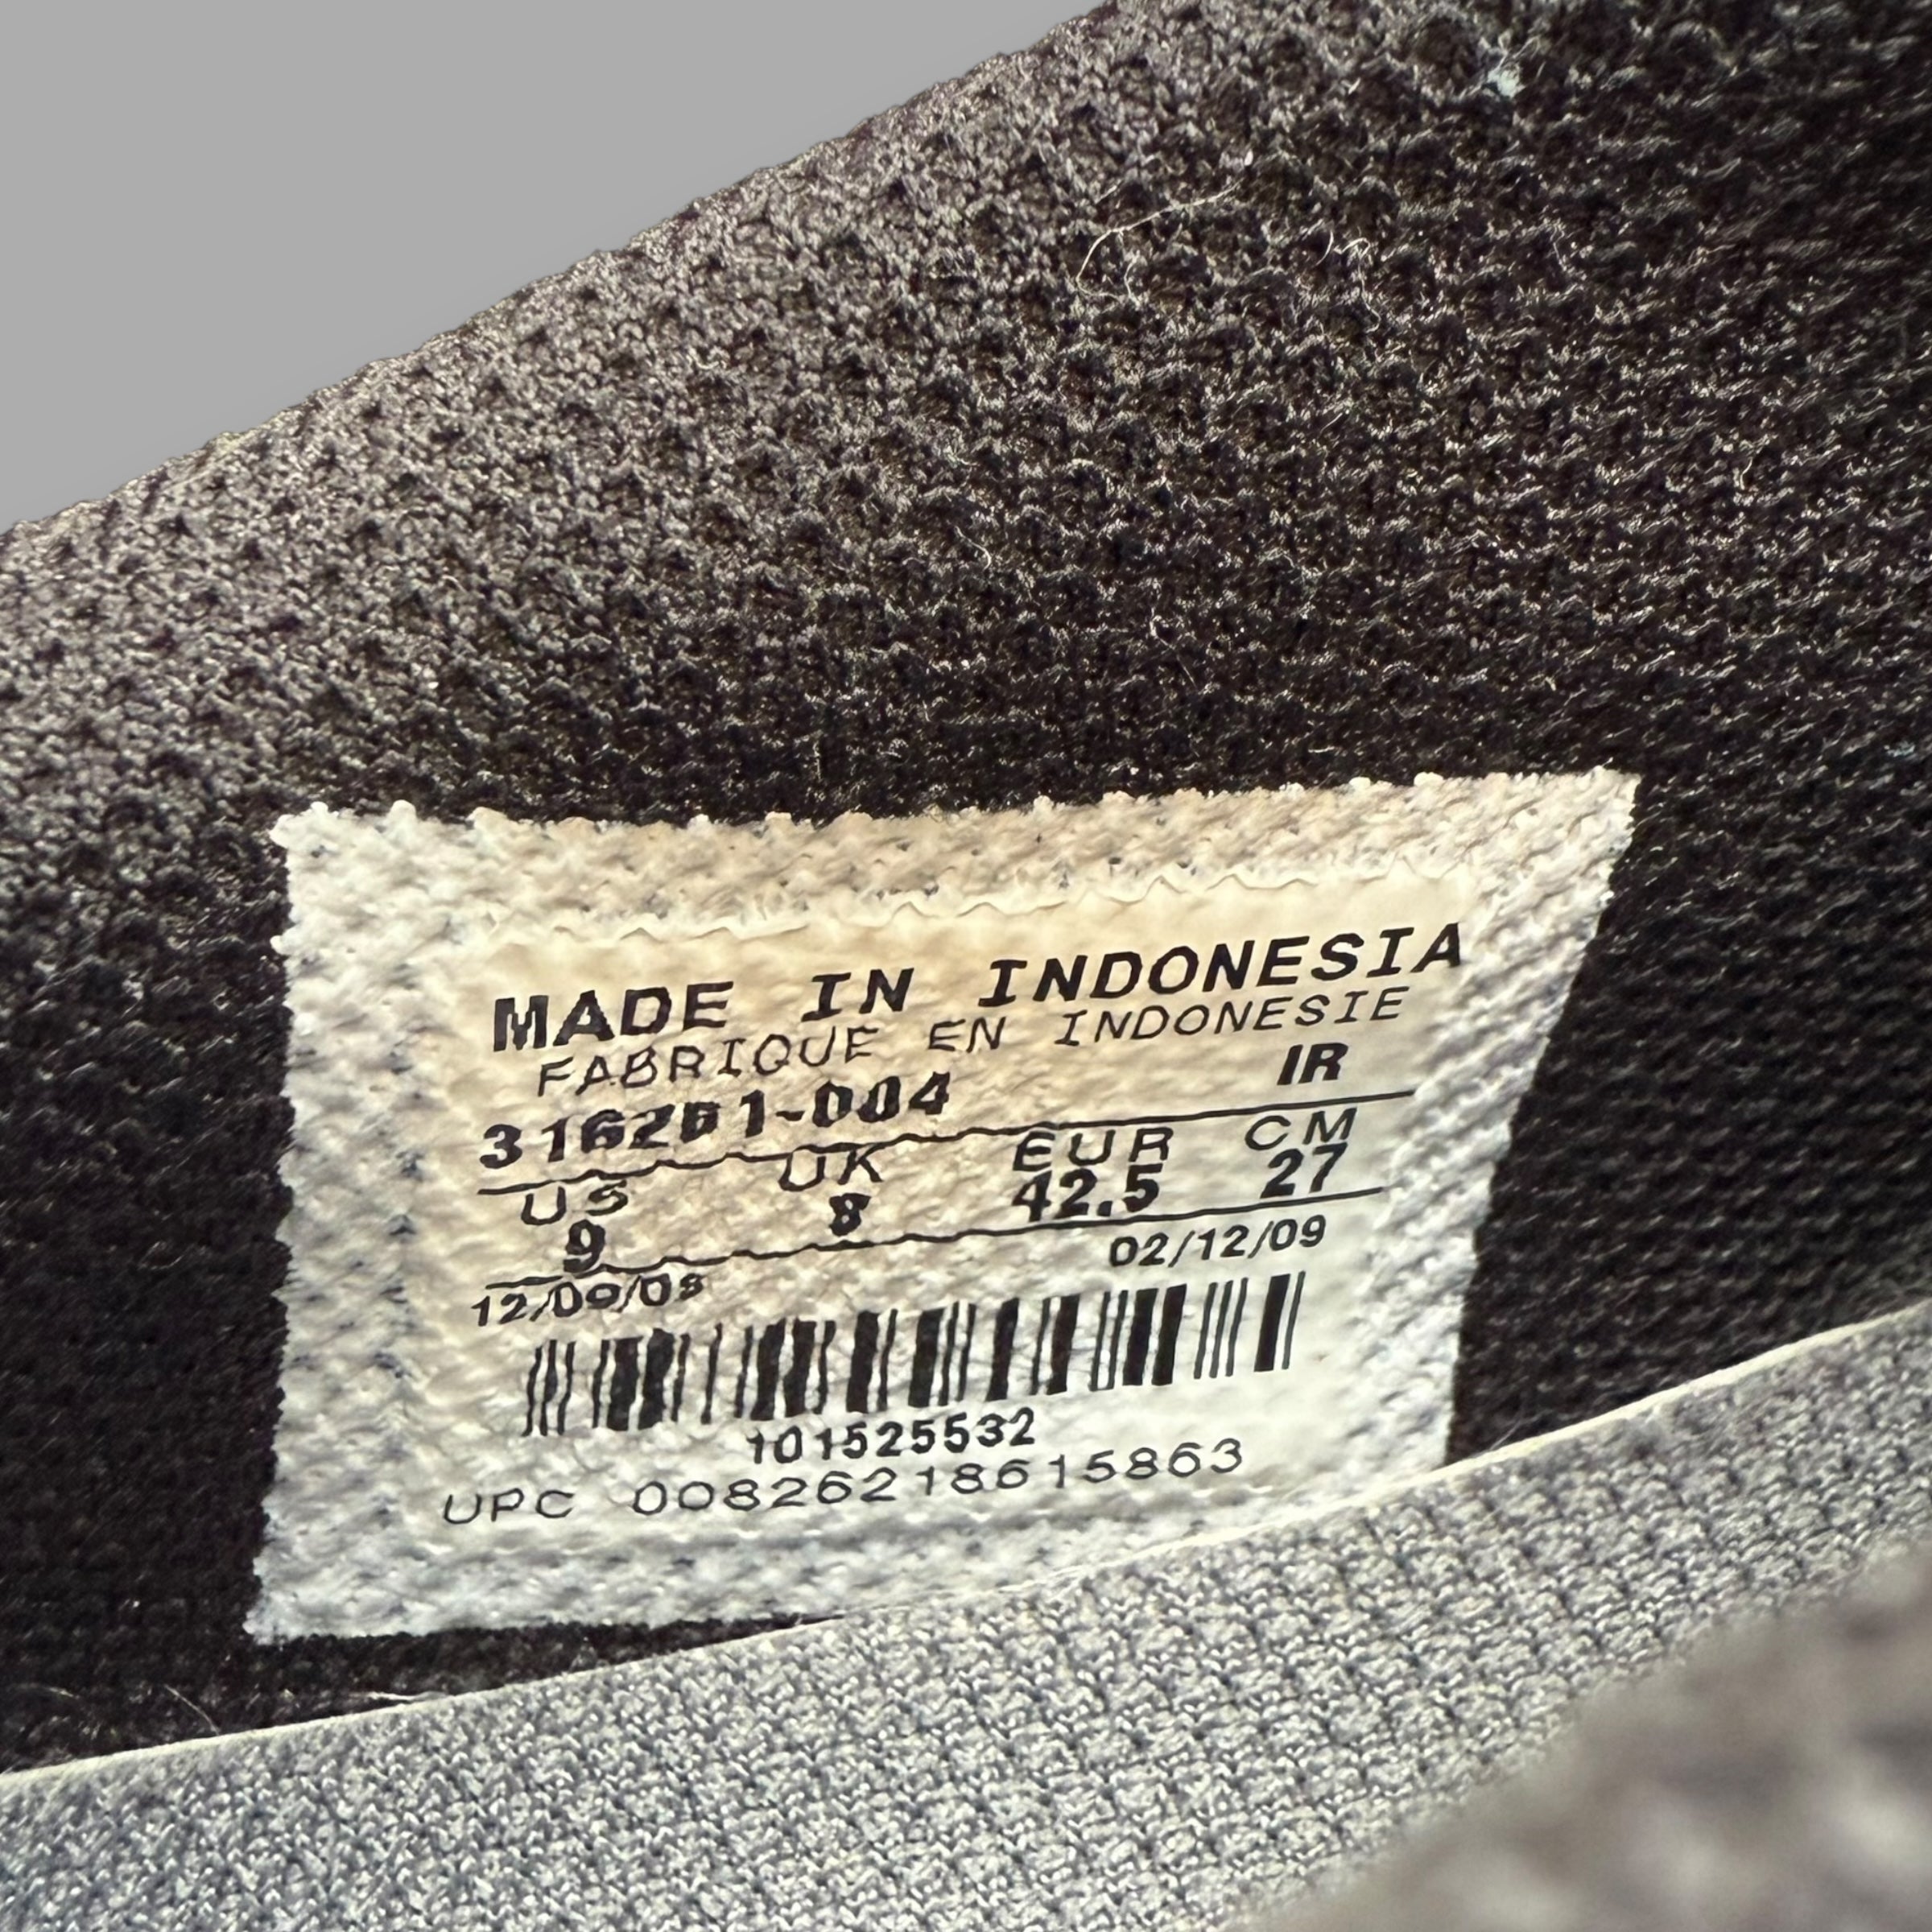 MADE IN INDONESIA
FABRIQUE EN INDONESIE
IR
US UK EUR CM
9 8 42.5 27
02/12/09
101525532
UPC 00826218615863